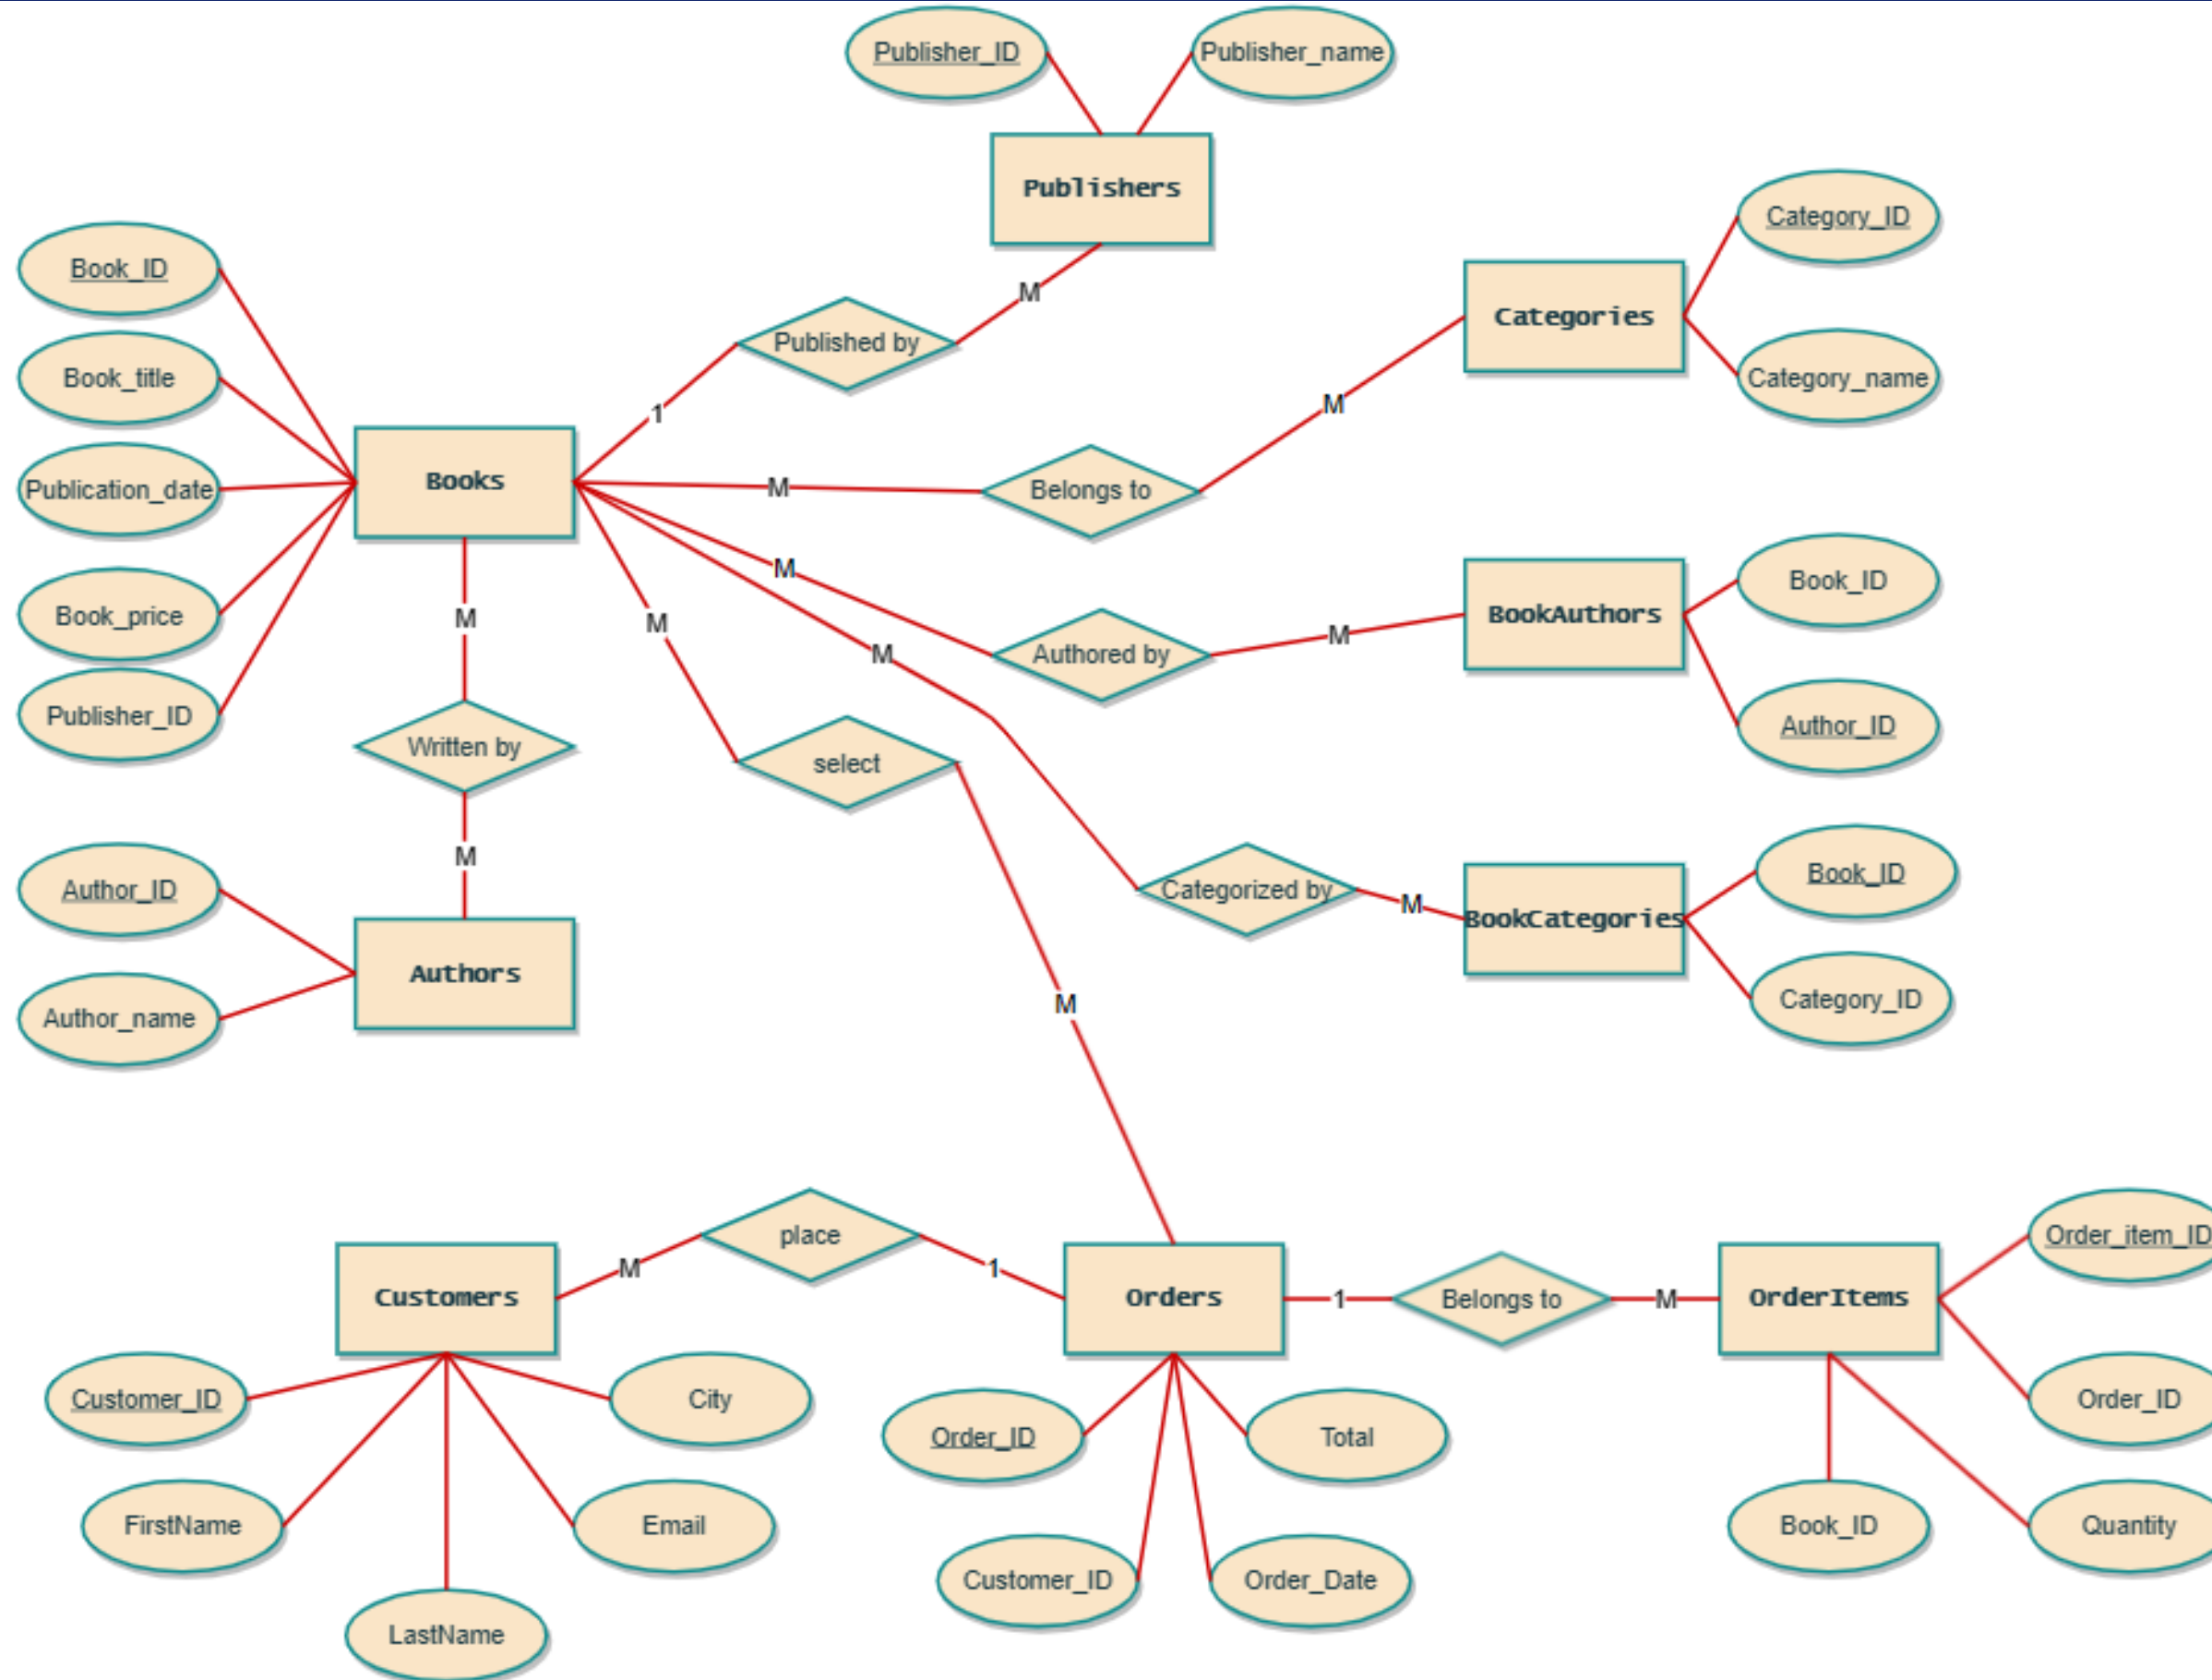 Publisher_ID
Publisher_name
Publishers
Category_ID
Categories
Category_name
Book_ID
Book_title
Publication_date
Book_price
Publisher_ID
Books
1
Published by
M
M
Belongs to
M
M
Authored by
M
BookAuthors
Book_ID
Author_ID
M
Written by
M
M
select
M
M
Categorized by
M
BookCategories
Book_ID
Category_ID
Author_ID
Author_name
Authors
Customers
M
place
1
Orders
1
Belongs to
M
OrderItems
Order_item_ID
Order_ID
Quantity
Book_ID
Customer_ID
FirstName
LastName
Email
City
Order_ID
Customer_ID
Order_Date
Total